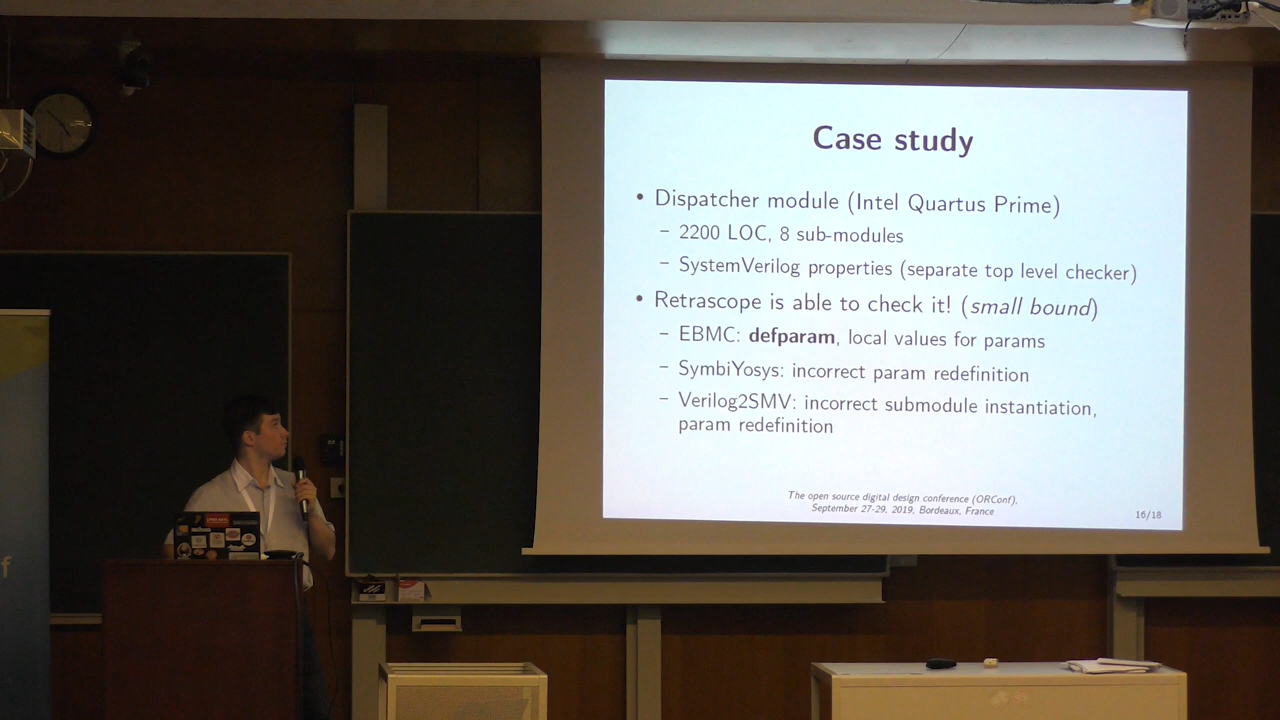 Case study
• Dispatcher module (Intel Quartus Prime)
– 2200 LOC, 8 sub-modules
– SystemVerilog properties (separate top level checker)
• Retrascope is able to check it! (small bound)
– EBMC: defparam, local values for params
– SymbiYosys: incorrect param redefinition
– Verilog2SMV: incorrect submodule instantiation,
param redefinition
The open source digital design conference (ORConf),
September 27-29, 2019, Bordeaux, France
16/18
f